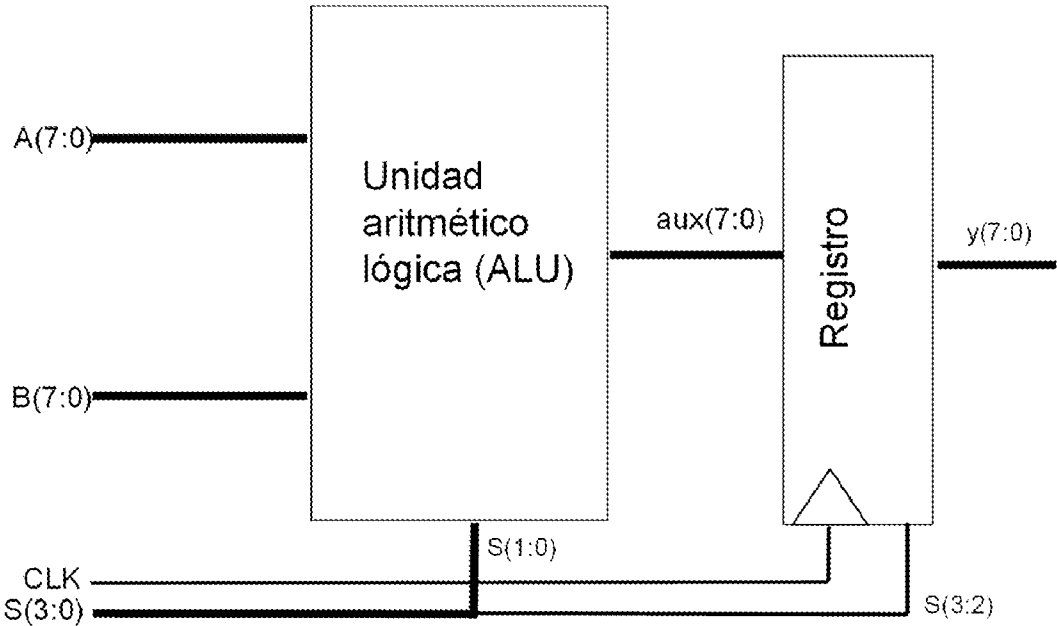 A(7:0)
Unidad
aritmético
lógica (ALU)
aux(7:0)
Registro
y(7:0)
B(7:0)
S(1:0)
CLK
S(3:0)
S(3:2)